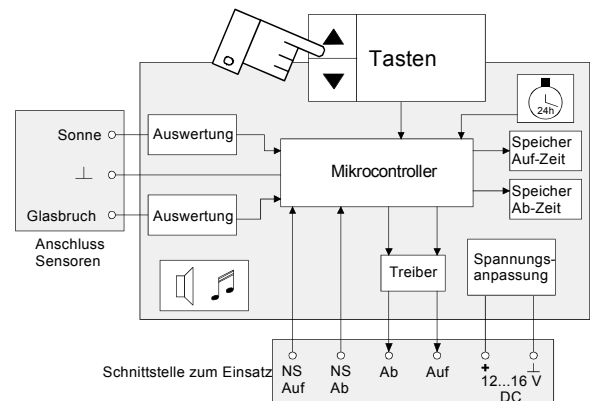 Tasten
24h
Sonne
Auswertung
Mikrocontroller
Speicher
Auf-Zeit
Speicher
Ab-Zeit
Glasbruch
Auswertung
Anschluss
Sensoren
Treiber
Spannungs-
anpassung
Schnittstelle zum Einsatz
NS
Auf
NS
Ab
Ab
Auf
+
12...16 V
DC